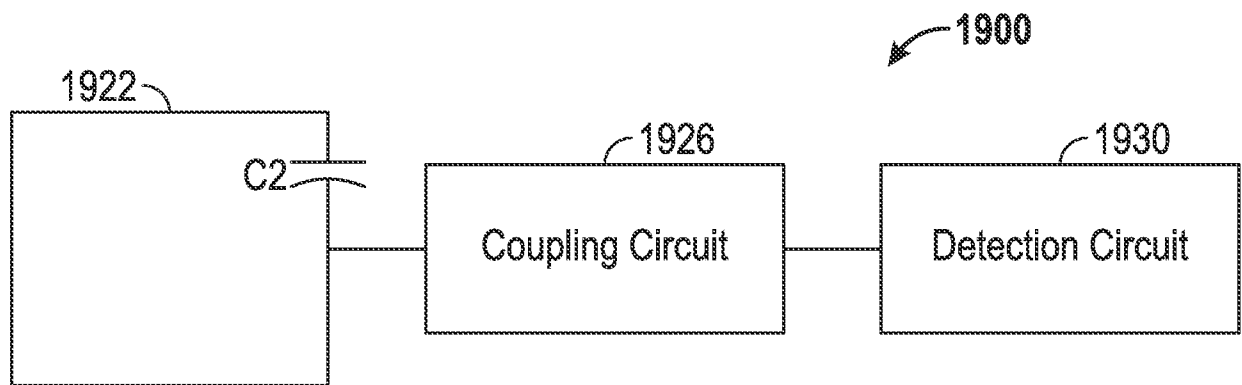 1900
1922
1926
1930
C2
Coupling Circuit
Detection Circuit